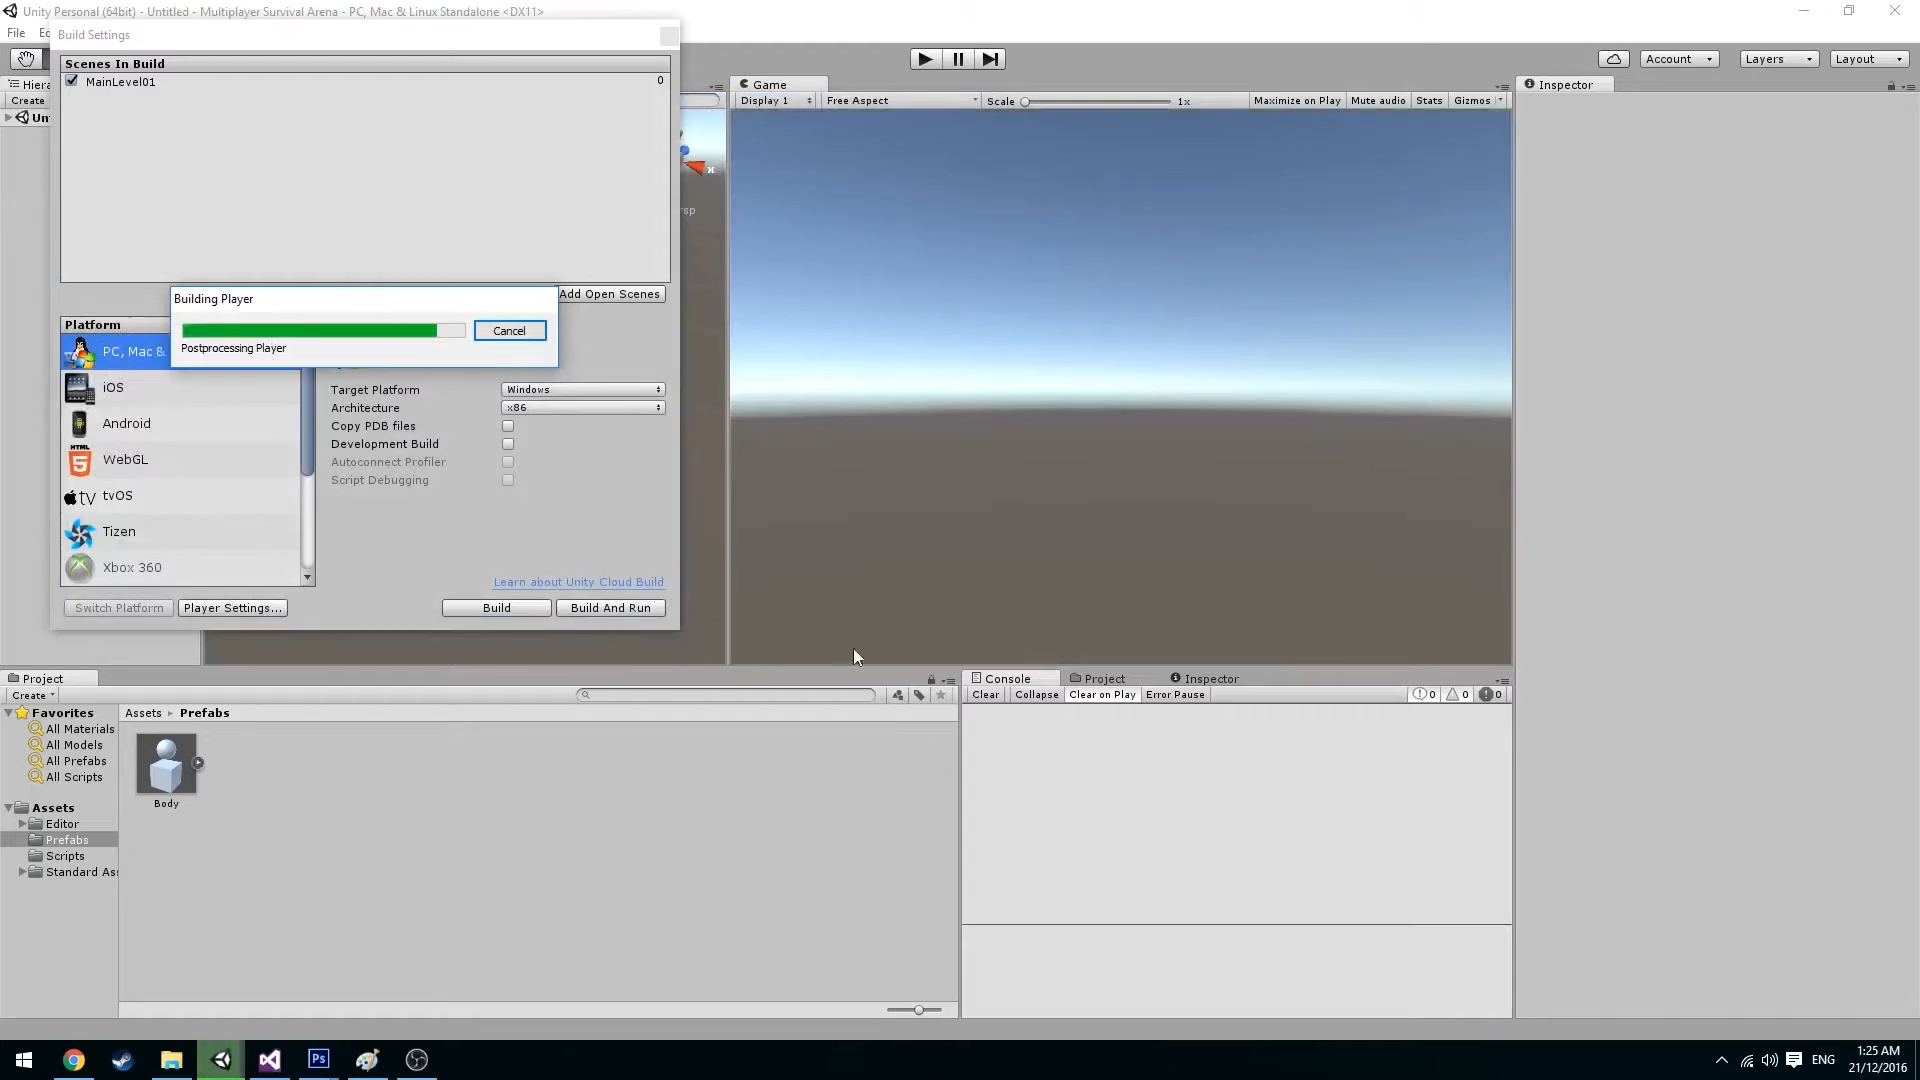 Unity Personal (64bit) - Untitled - Multiplayer Survival Arena - PC, Mac & Linux Standalone <DX11>
File
Build Settings
Scenes In Build
MainLevel01 0
Add Open Scenes
Building Player
Cancel
Postprocessing Player
Platform
PC, Mac &
iOS
Android
HTML
5
WebGL
tv
tvOS
Tizen
Xbox 360
Target Platform Windows
Architecture x86
Copy PDB files
Development Build
Autoconnect Profiler
Script Debugging
Learn about Unity Cloud Build
Switch Platform Player Settings... Build Build And Run
Hiera
Create
x
Account Layers Layout
Game
Display 1 Free Aspect Scale 1x Maximize on Play Mute audio Stats Gizmos
Inspector
Project
Create
Favorites
All Materials
All Models
All Prefabs
All Scripts
Assets
Editor
Prefabs
Scripts
Standard As
Assets Prefabs
Body
Console Project Inspector
Clear Collapse Clear on Play Error Pause 0 0 0
Ps
ENG
1:25 AM
21/12/2016